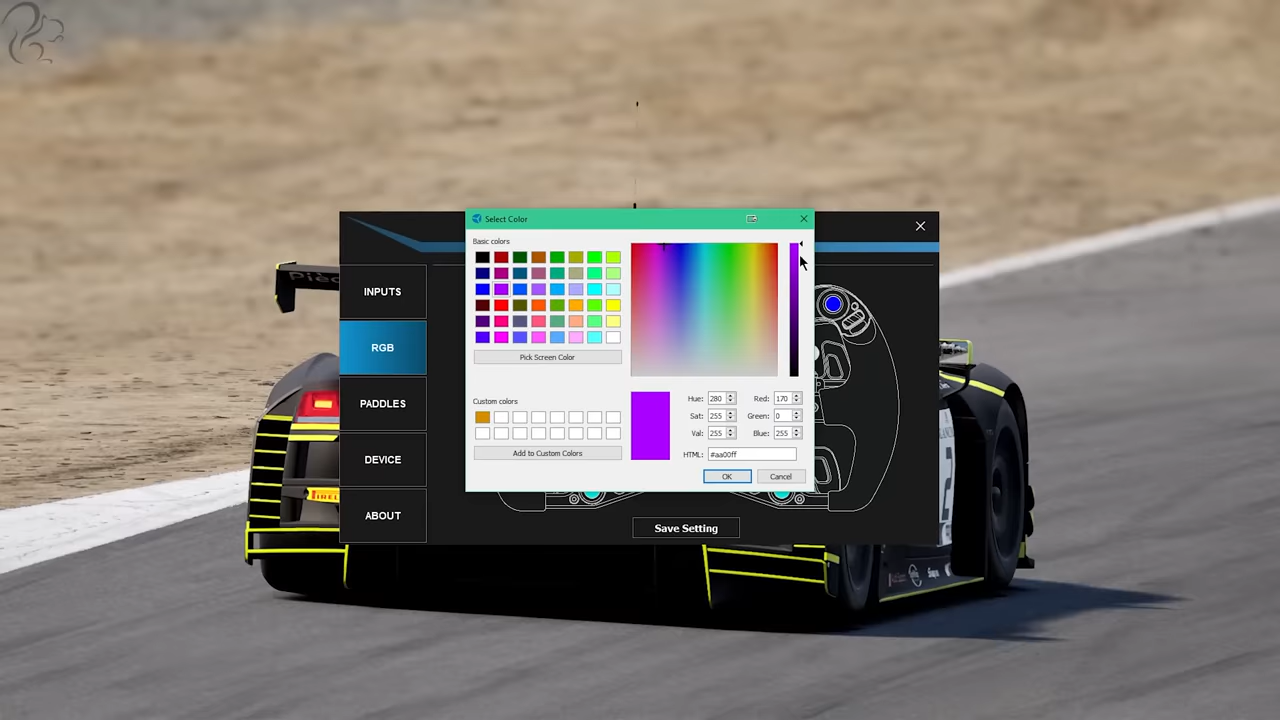 Select Color
Basic colors
Pick Screen Color
Custom colors
Add to Custom Colors
Hue: 280
Red: 170
Sat: 255
Green: 0
Val: 255
Blue: 255
HTML: #aa00ff
OK
Cancel
INPUTS
RGB
PADDLES
DEVICE
ABOUT
Save Setting
PIRELLI